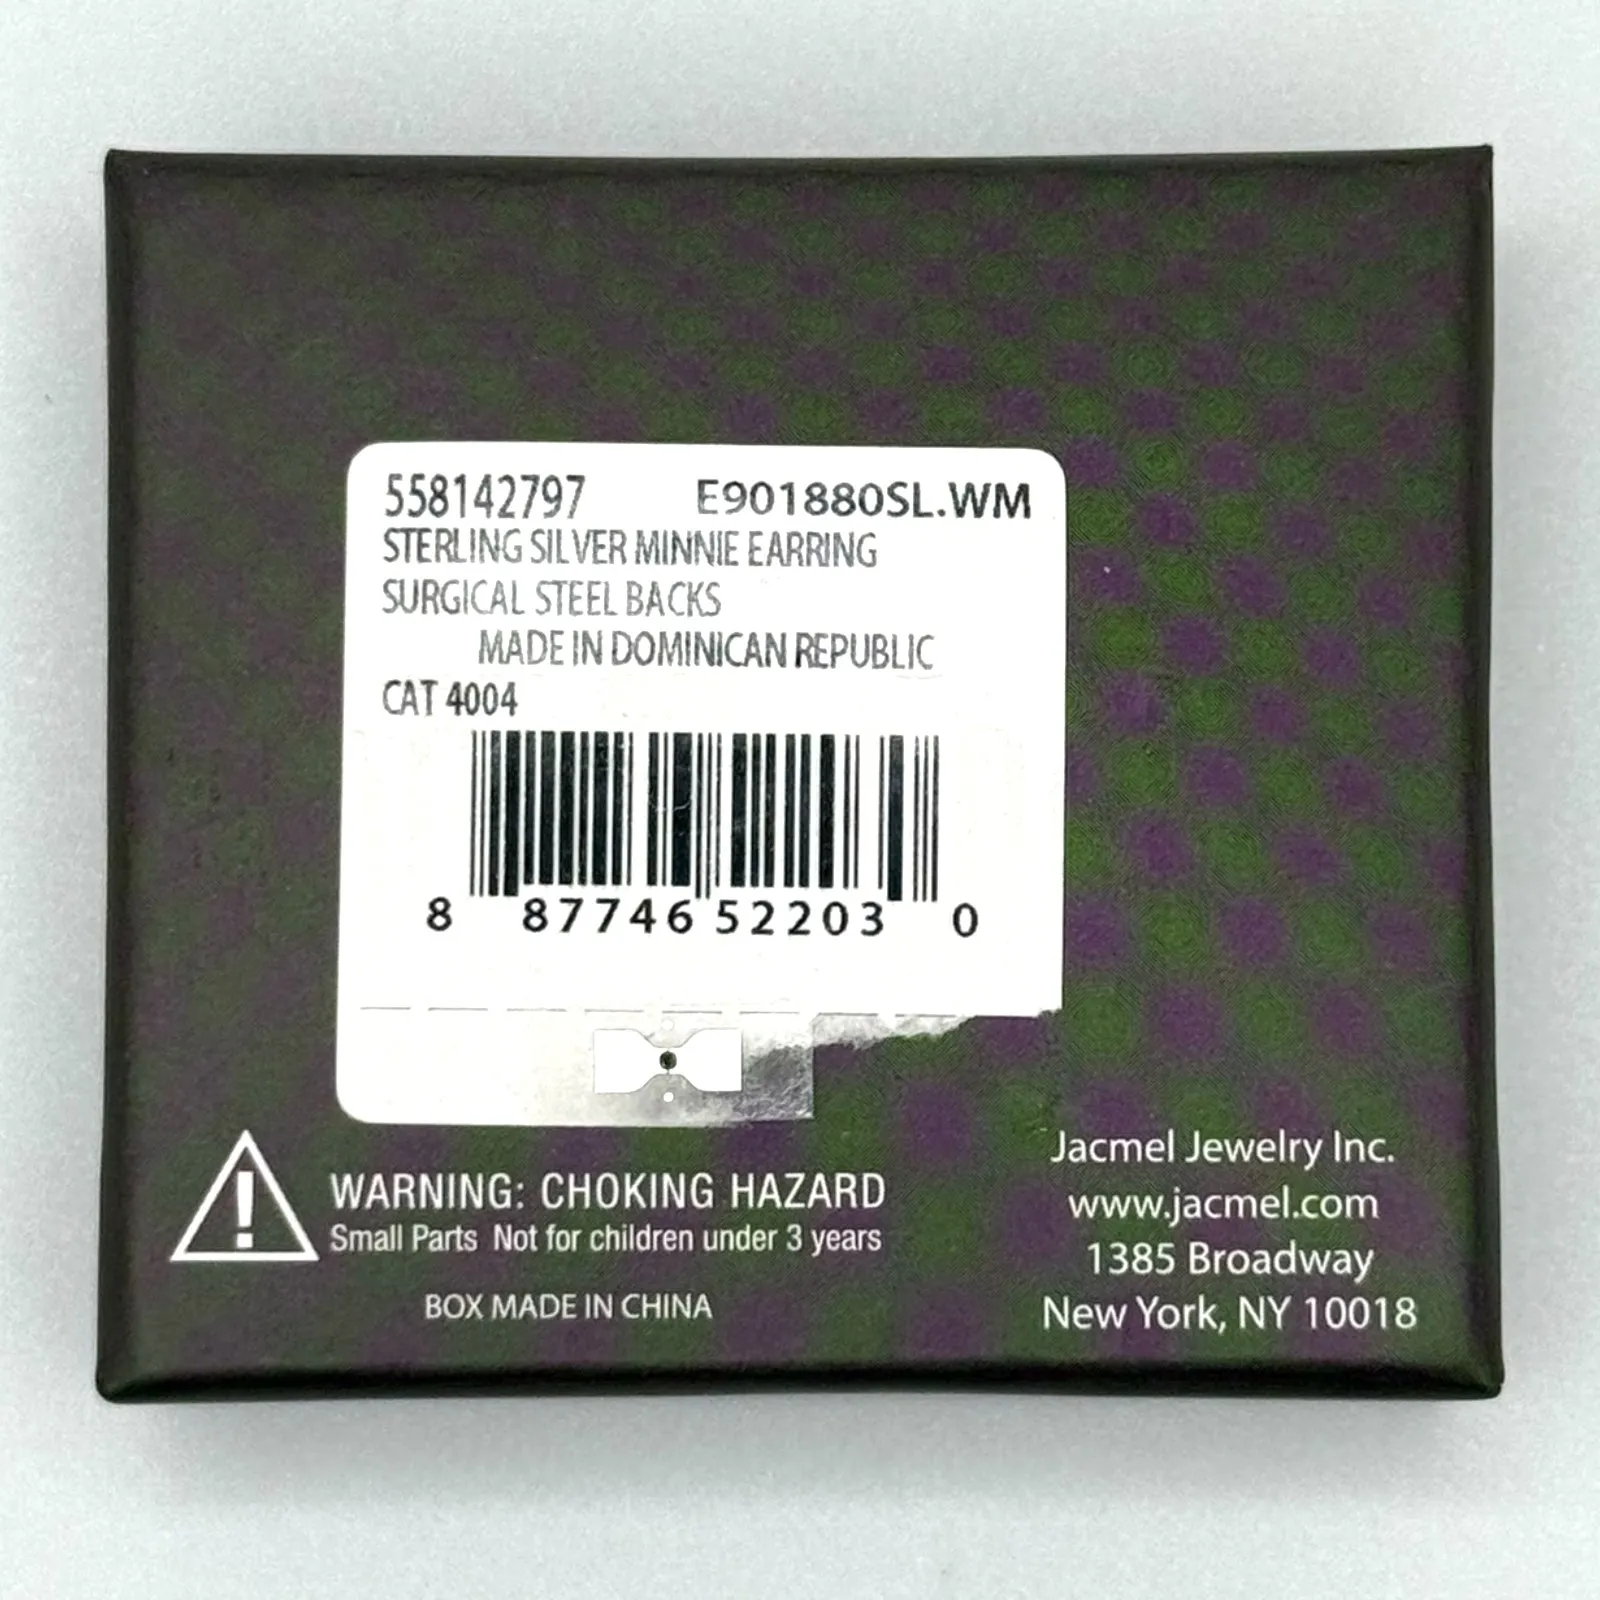 558142797 E901880SL.WM
STERLING SILVER MINNIE EARRING
SURGICAL STEEL BACKS
MADE IN DOMINICAN REPUBLIC
CAT 4004
8 87746 52203 0
WARNING: CHOKING HAZARD
Small Parts Not for children under 3 years
BOX MADE IN CHINA
Jacmel Jewelry Inc.
www.jacmel.com
1385 Broadway
New York, NY 10018